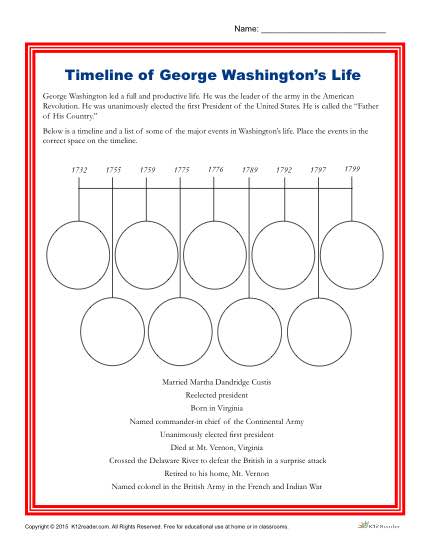 Name:
Timeline of George Washington's Life
George Washington led a full and productive life. He was the leader of the army in the American
Revolution. He was unanimously elected the first President of the United States. He is called the “Father
of His Country.”
Below is a timeline and a list of some of the major events in Washington's life. Place the events in the
correct space on the timeline.
1732 1755 1759 1775 1776 1789 1792 1797 1799
Married Martha Dandridge Custis
Reelected president
Born in Virginia
Named commander-in chief of the Continental Army
Unanimously elected first president
Died at Mt. Vernon, Virginia
Crossed the Delaware River to defeat the British in a surprise attack
Retired to his home, Mt. Vernon
Named colonel in the British Army in the French and Indian War
Copyright © 2015 K12reader.com. All Rights Reserved. Free for educational use at home or in classrooms. K12Reader